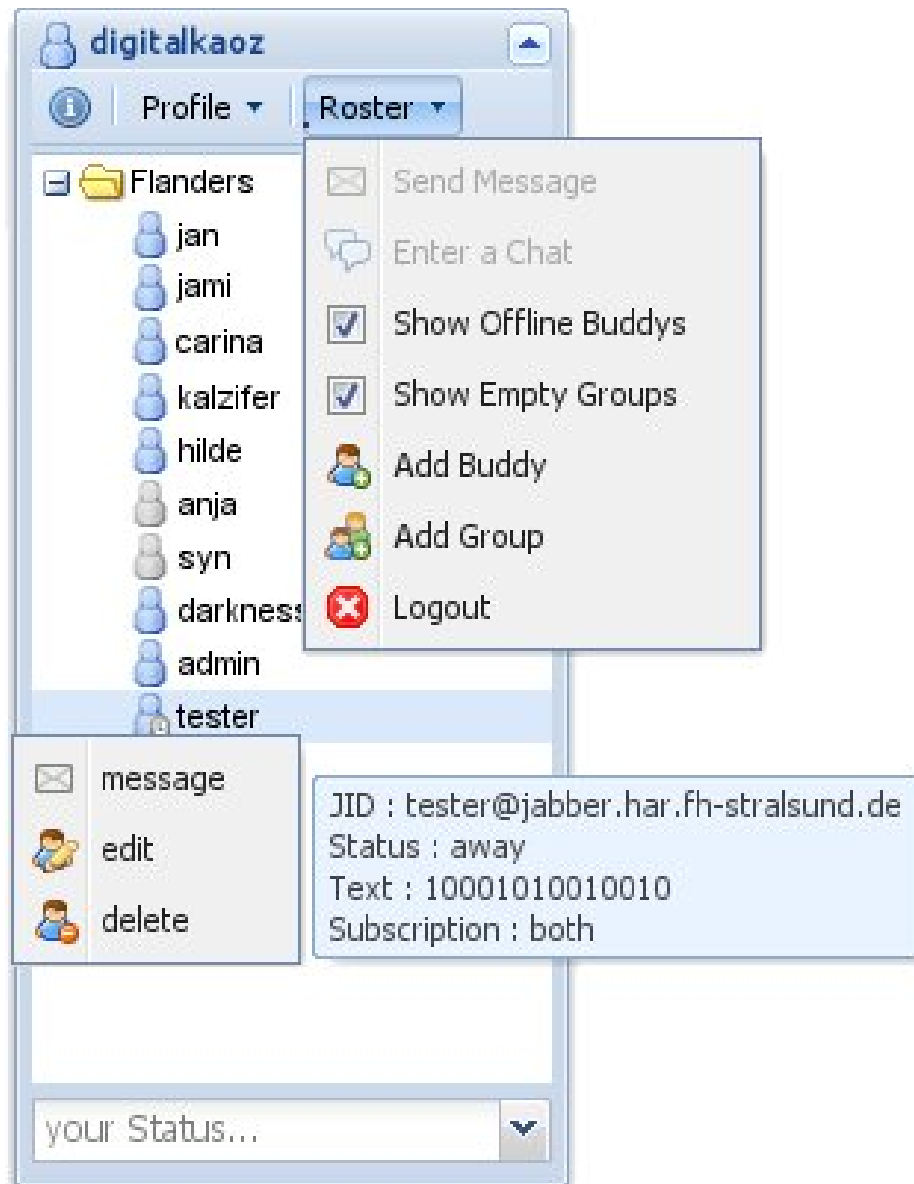 digitalkaoz
Profile
Roster
Flanders
jan
jami
carina
kalzifer
hilde
anja
syn
darkness
admin
tester
Send Message
Enter a Chat
Show Offline Buddys
Show Empty Groups
Add Buddy
Add Group
Logout
message
edit
delete
JID : tester@jabber.har.fh-stralsund.de
Status : away
Text : 10001010010010
Subscription : both
your Status...